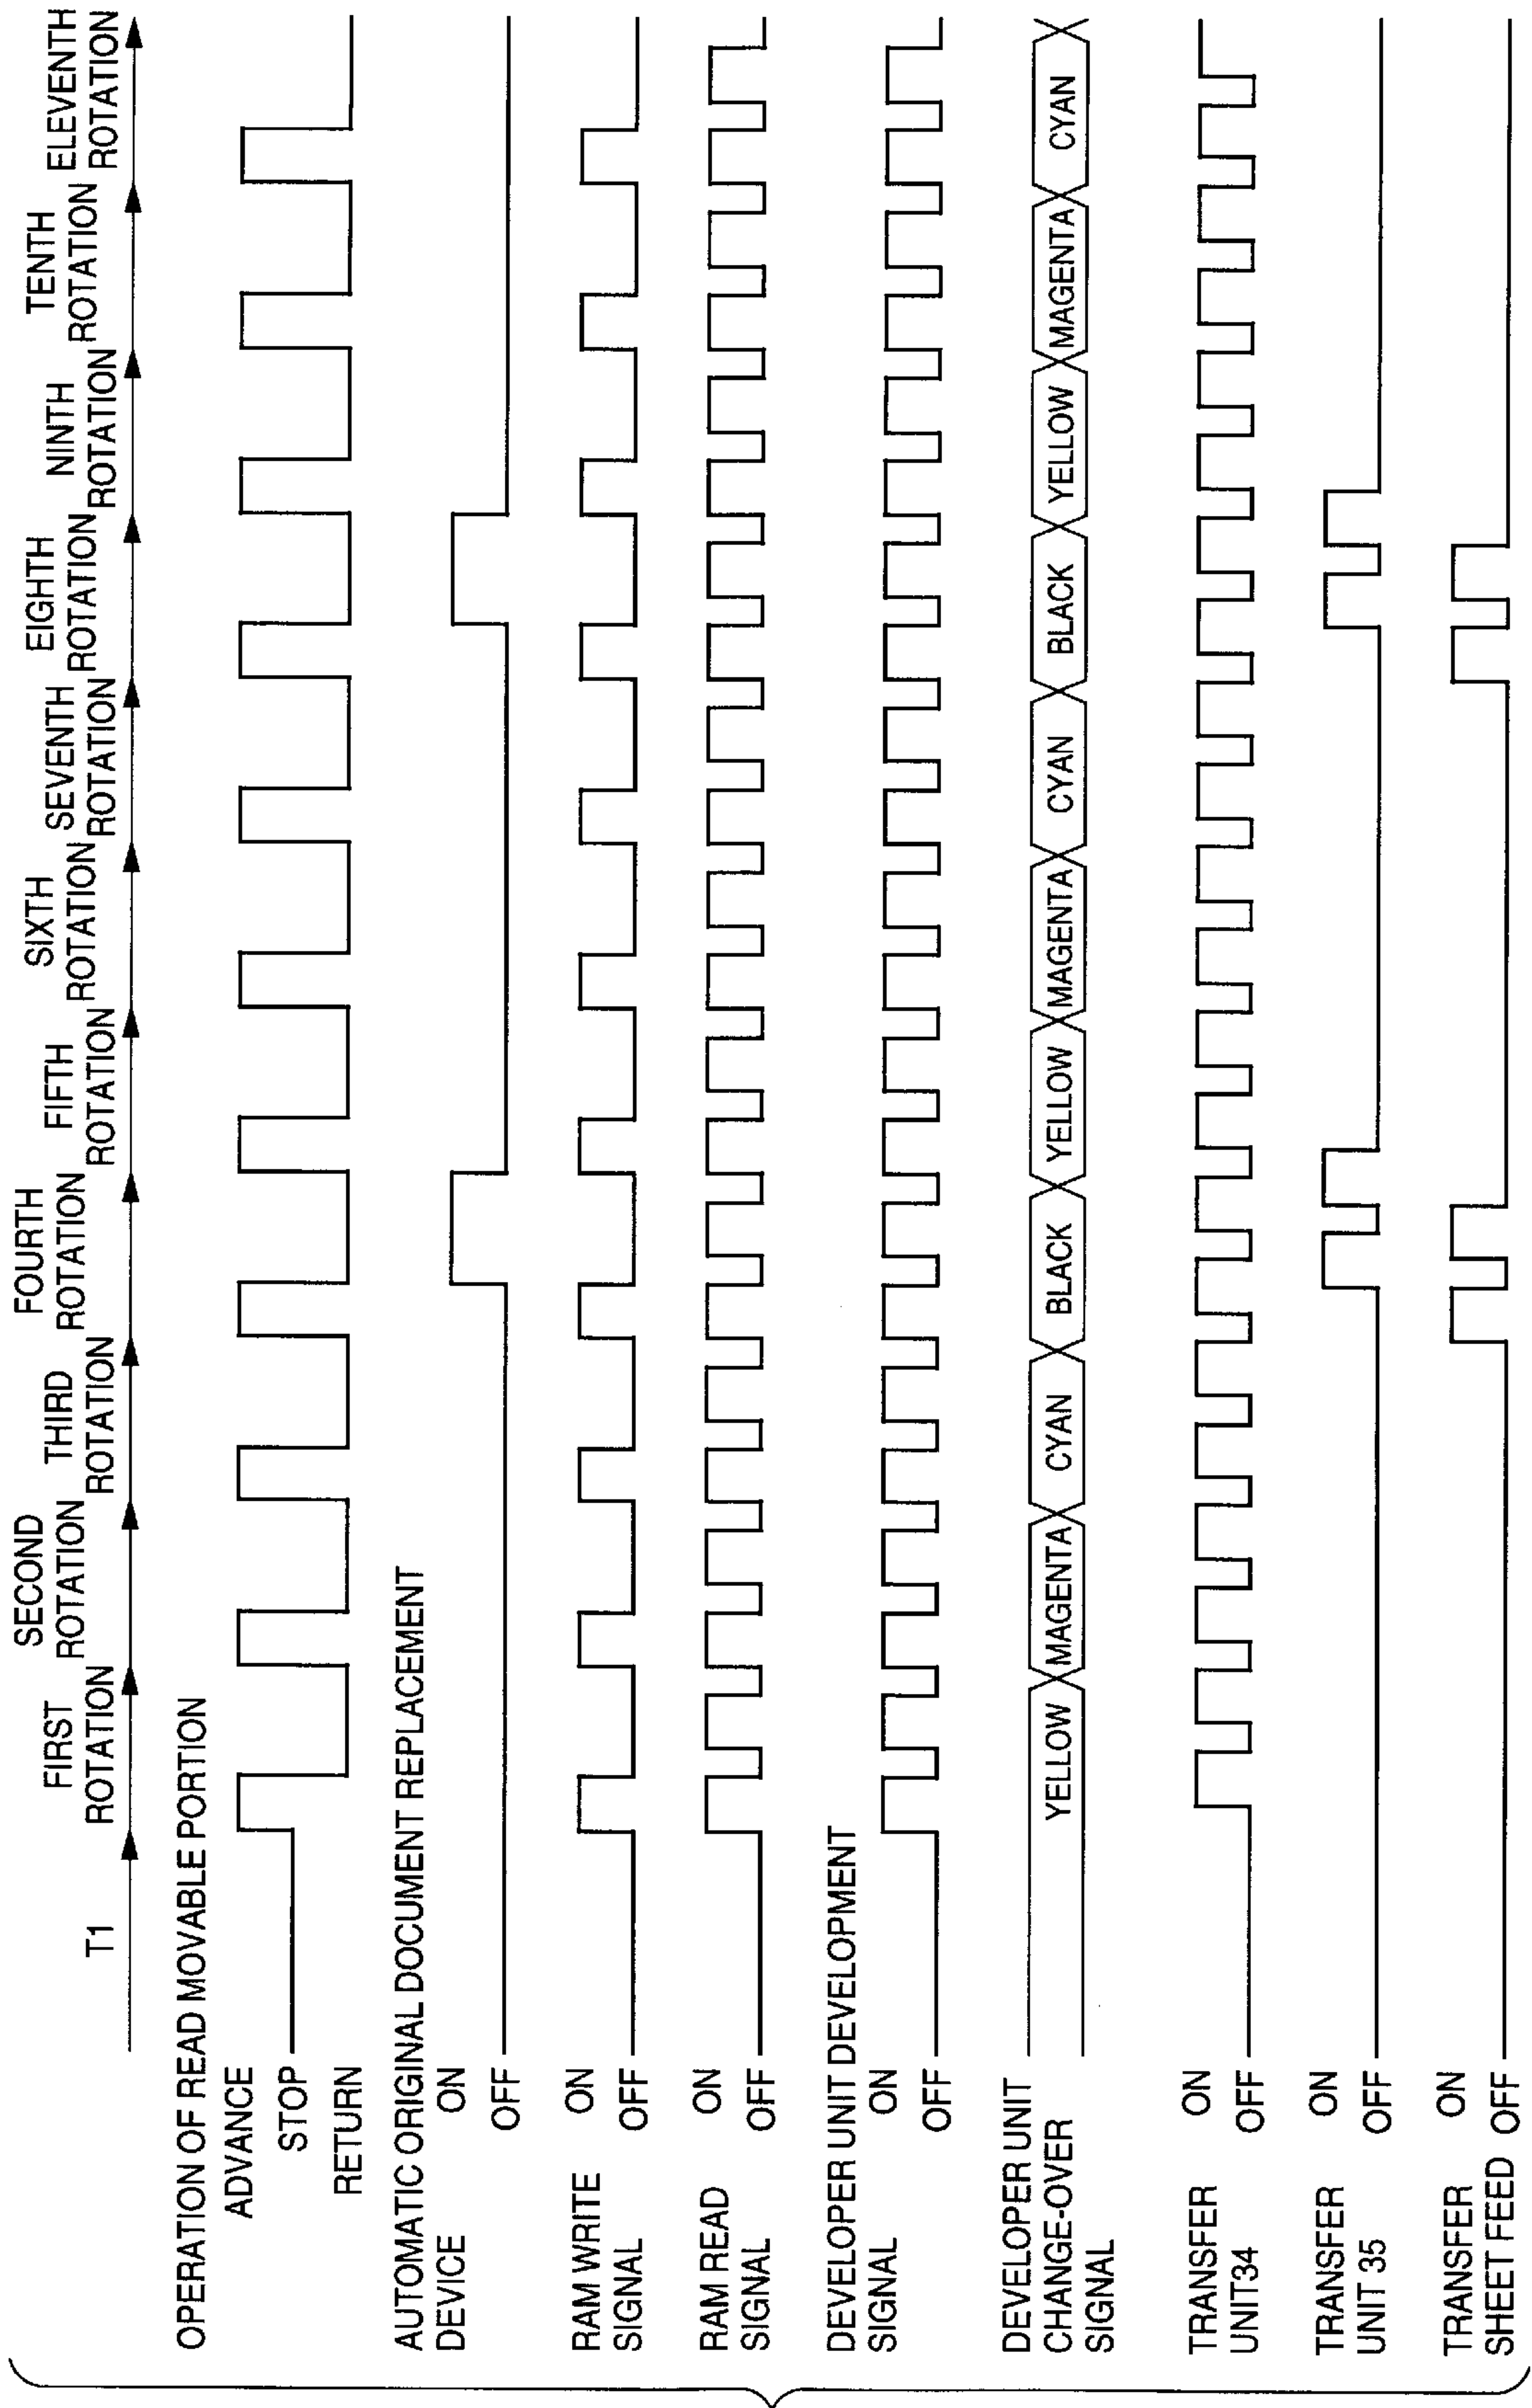 T1
FIRST
ROTATION
SECOND
ROTATION
THIRD
ROTATION
FOURTH
ROTATION
FIFTH
ROTATION
SIXTH
ROTATION
SEVENTH
ROTATION
EIGHTH
ROTATION
NINTH
ROTATION
TENTH
ROTATION
ELEVENTH
ROTATION
OPERATION OF READ MOVABLE PORTION
ADVANCE
STOP
RETURN
AUTOMATIC ORIGINAL DOCUMENT REPLACEMENT
DEVICE ON
OFF
RAM WRITE ON
SIGNAL OFF
RAM READ ON
SIGNAL OFF
DEVELOPER UNIT DEVELOPMENT
SIGNAL ON
OFF
DEVELOPER UNIT
CHANGE-OVER
SIGNAL
YELLOW MAGENTA CYAN BLACK YELLOW MAGENTA CYAN BLACK YELLOW MAGENTA CYAN
TRANSFER ON
UNIT34 OFF
TRANSFER ON
UNIT 35 OFF
TRANSFER ON
SHEET FEED OFF